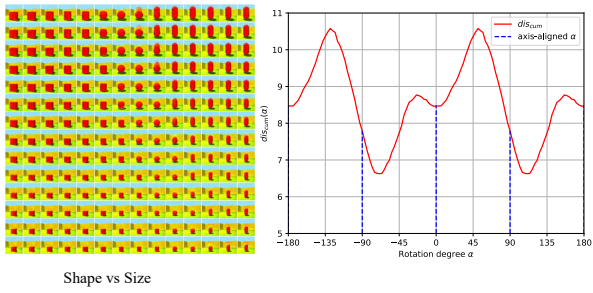 11
10
9
8
7
6
5
dis_cum(α)
dis_cum
axis-aligned α
−180 −135 −90 −45 0 45 90 135 180
Rotation degree α
Shape vs Size